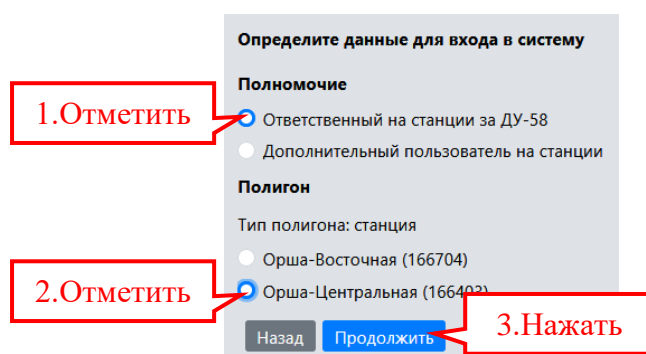 Определите данные для входа в систему
Полномочие
1.Отметить
Ответственный на станции за ДУ-58
Дополнительный пользователь на станции
Полигон
Тип полигона: станция
Орша-Восточная (166704)
2.Отметить
Орша-Центральная (166403)
3.Нажать
Назад Продолжить